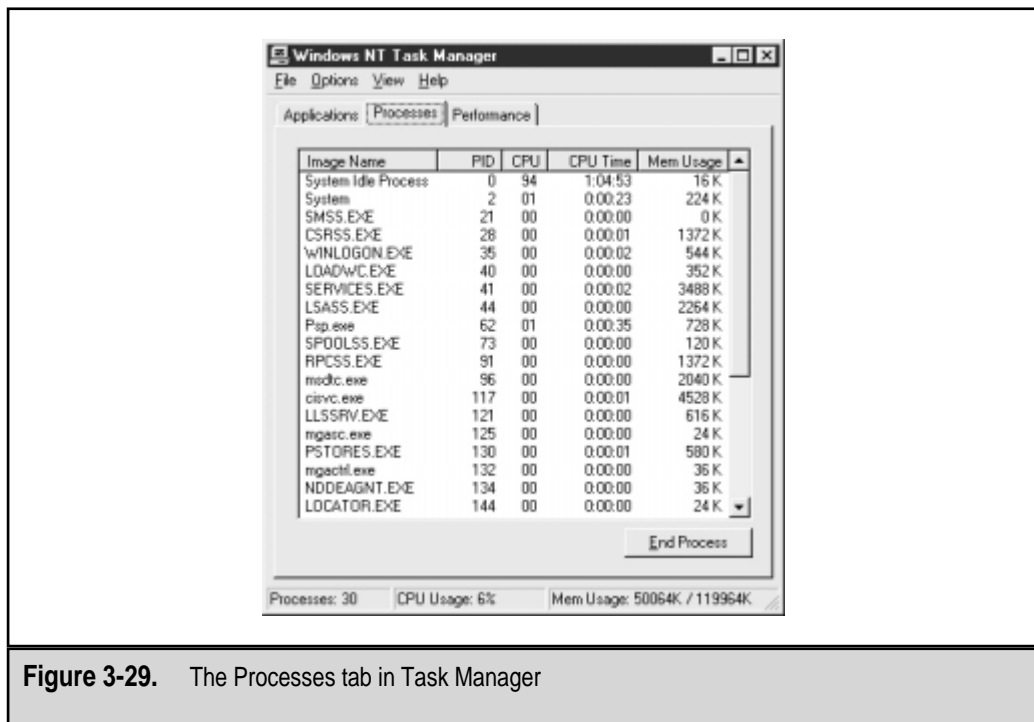 Windows NT Task Manager
File Options View Help
Applications Processes Performance
Image Name PID CPU CPU Time Mem Usage
System Idle Process 0 94 1:04:53 16 K
System 2 01 0:00:23 224 K
SMSS.EXE 21 00 0:00:00 0 K
CSRSS.EXE 28 00 0:00:01 1372 K
WINLOGON.EXE 35 00 0:00:02 544 K
LOADWC.EXE 40 00 0:00:00 352 K
SERVICES.EXE 41 00 0:00:02 3488 K
LSASS.EXE 44 00 0:00:00 2264 K
Psp.exe 62 01 0:00:35 728 K
SPOOLSS.EXE 73 00 0:00:00 120 K
RPCSS.EXE 91 00 0:00:00 1372 K
msdtc.exe 96 00 0:00:00 2040 K
cisvc.exe 117 00 0:00:01 4528 K
LLSSRV.EXE 121 00 0:00:00 616 K
mgasc.exe 125 00 0:00:00 24 K
PSTORES.EXE 130 00 0:00:01 580 K
mgactrl.exe 132 00 0:00:00 36 K
NDDEAGNT.EXE 134 00 0:00:00 36 K
LOCATOR.EXE 144 00 0:00:00 24 K
End Process
Processes: 30 CPU Usage: 6% Mem Usage: 50064K / 119964K
Figure 3-29. The Processes tab in Task Manager